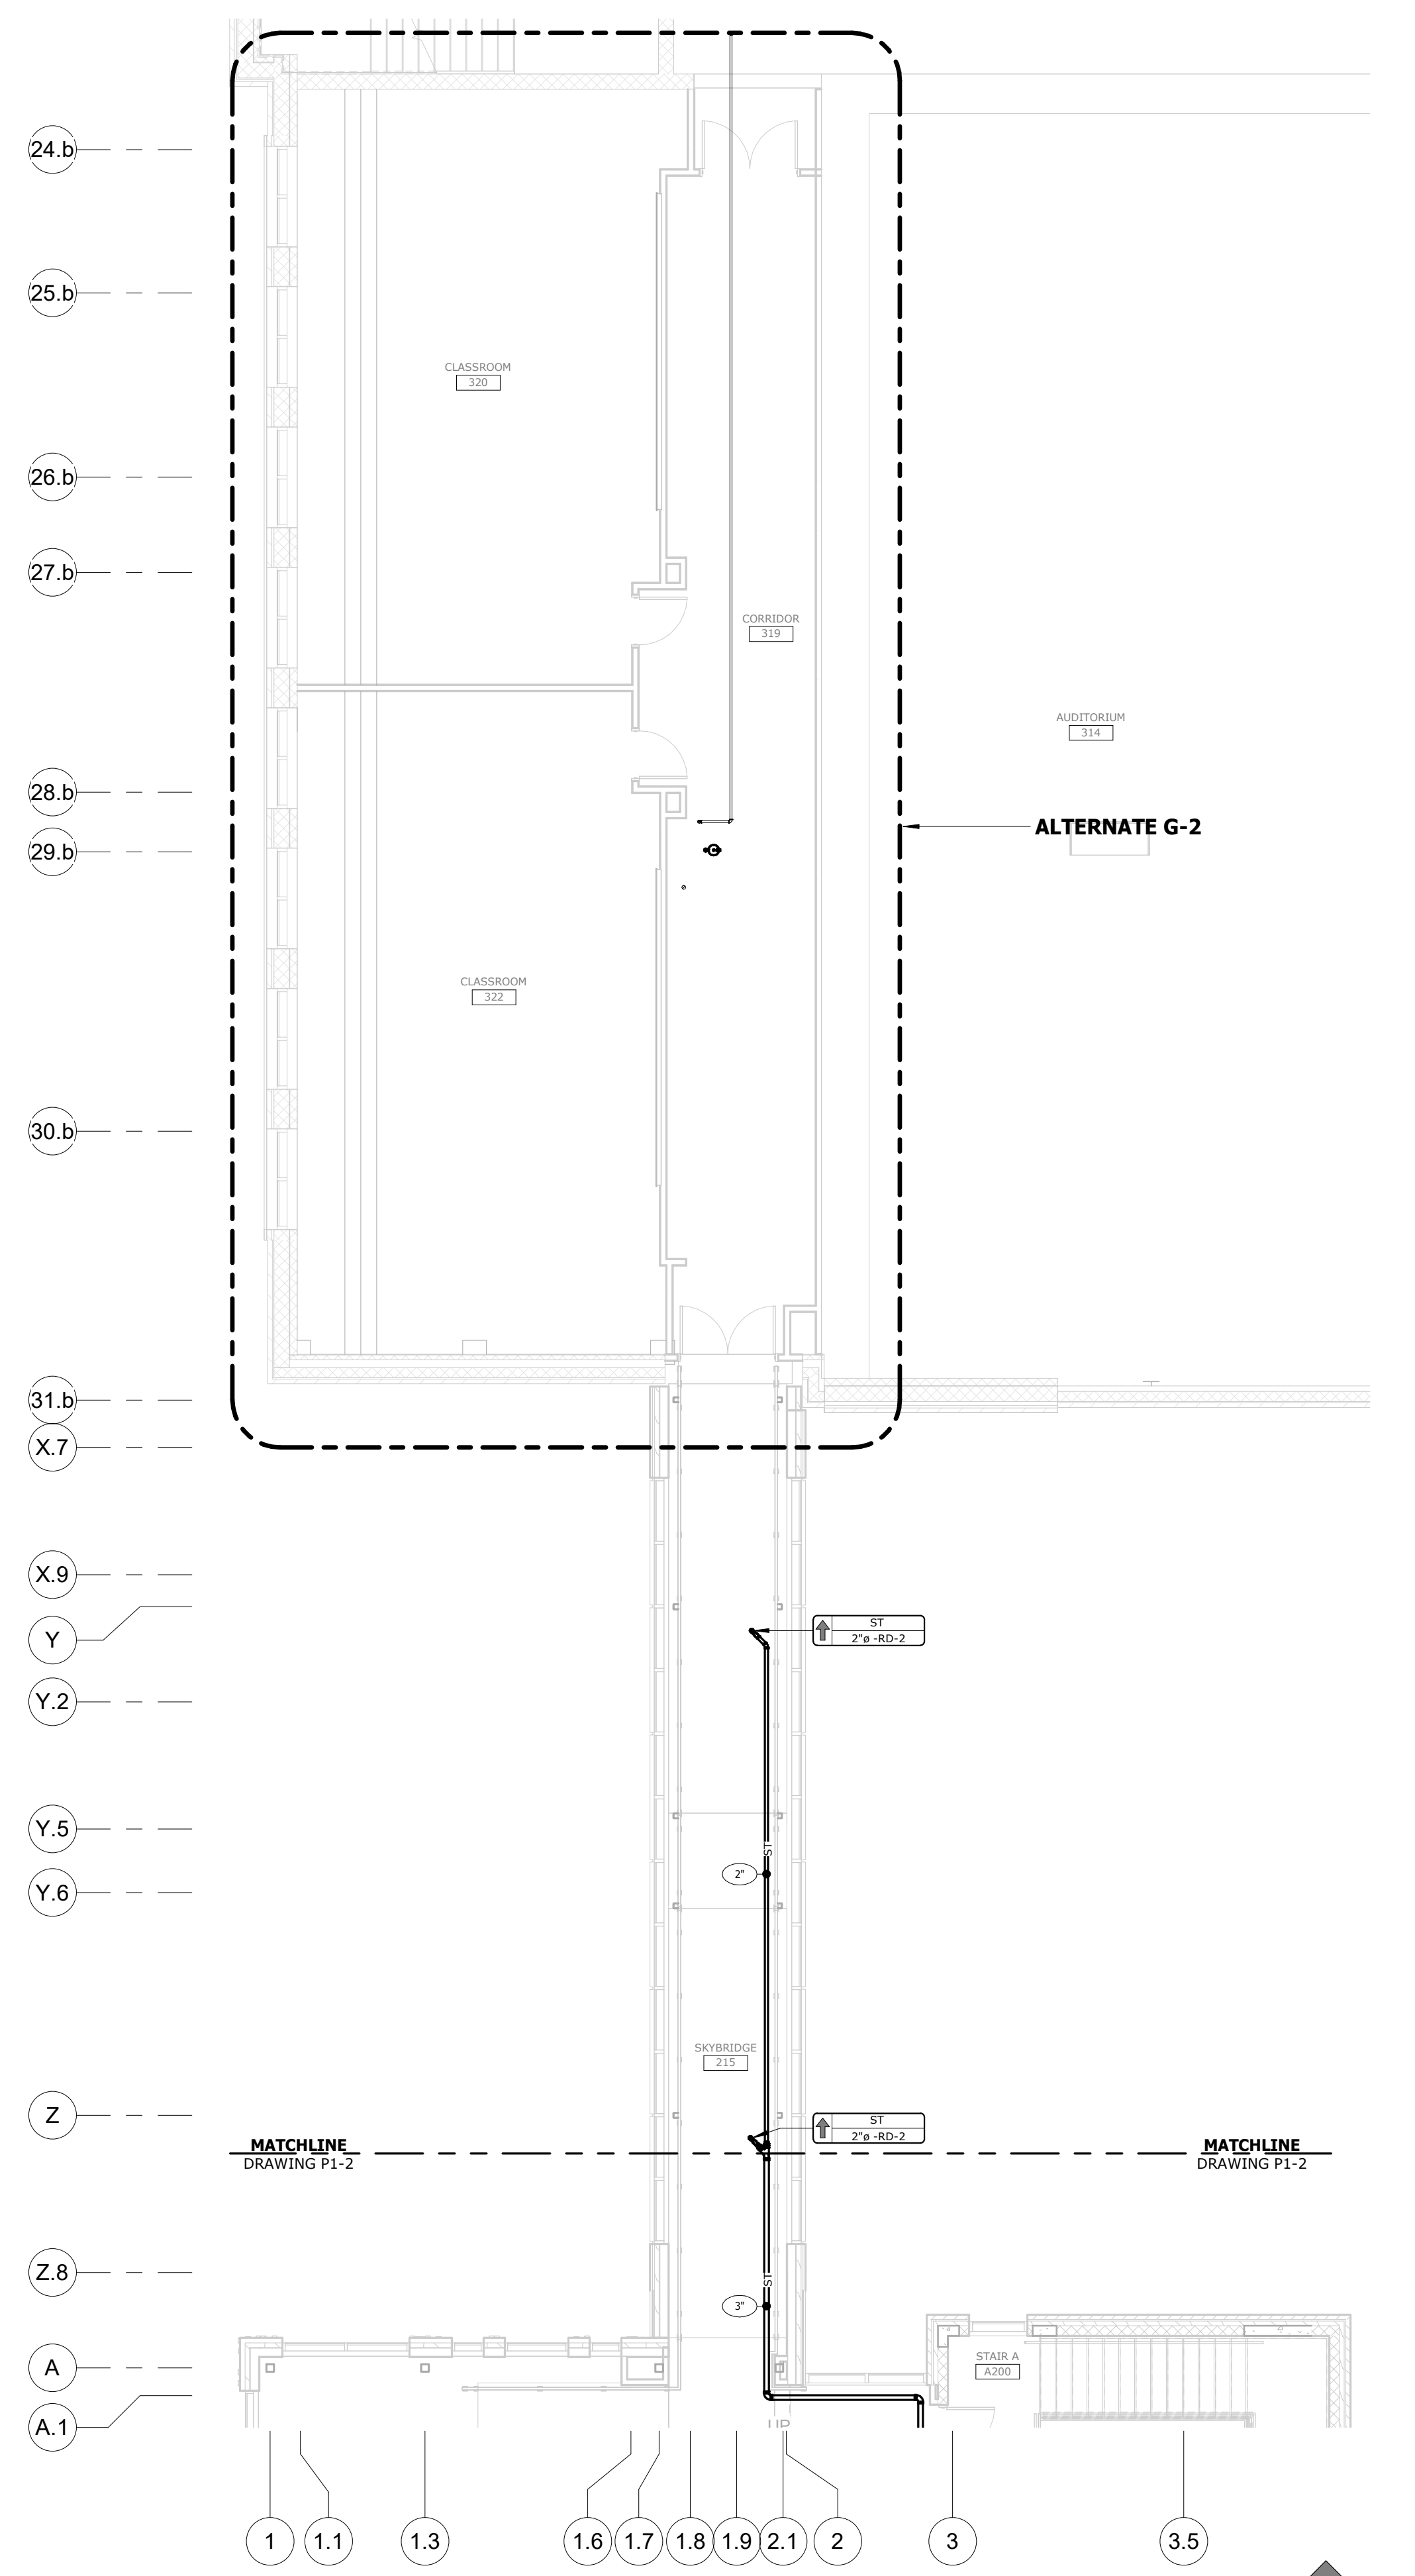 24.b
25.b
CLASSROOM
320
26.b
27.b
CORRIDOR
319
AUDITORIUM
314
28.b
ALTERNATE G-2
29.b
CLASSROOM
322
30.b
31.b
X.7
X.9
ST
2"ø -RD-2
Y
Y.2
Y.5
ST
2"
Y.6
SKYBRIDGE
215
Z
ST
2"ø -RD-2
MATCHLINE
DRAWING P1-2
MATCHLINE
DRAWING P1-2
Z.8
ST
3"
STAIR A
A200
A
A.1
UP
1
1.1
1.3
1.6
1.7
1.8
1.9
2.1
2
3
3.5